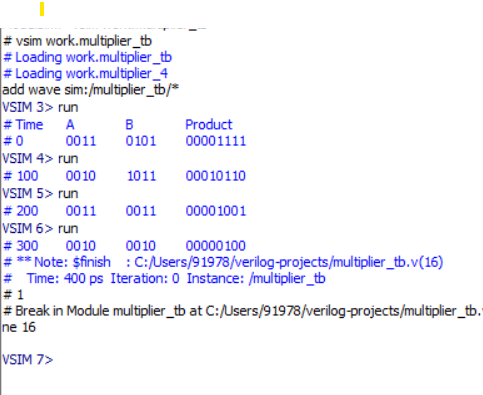 # vsim work.multiplier_tb
# Loading work.multiplier_tb
# Loading work.multiplier_4
add wave sim:/multiplier_tb/*
VSIM 3> run
# Time A B Product
# 0 0011 0101 00001111
VSIM 4> run
# 100 0010 1011 00010110
VSIM 5> run
# 200 0011 0011 00001001
VSIM 6> run
# 300 0010 0010 00000100
# ** Note: $finish : C:/Users/91978/verilog-projects/multiplier_tb.v(16)
# Time: 400 ps Iteration: 0 Instance: /multiplier_tb
# 1
# Break in Module multiplier_tb at C:/Users/91978/verilog-projects/multiplier_tb.
ne 16
VSIM 7>